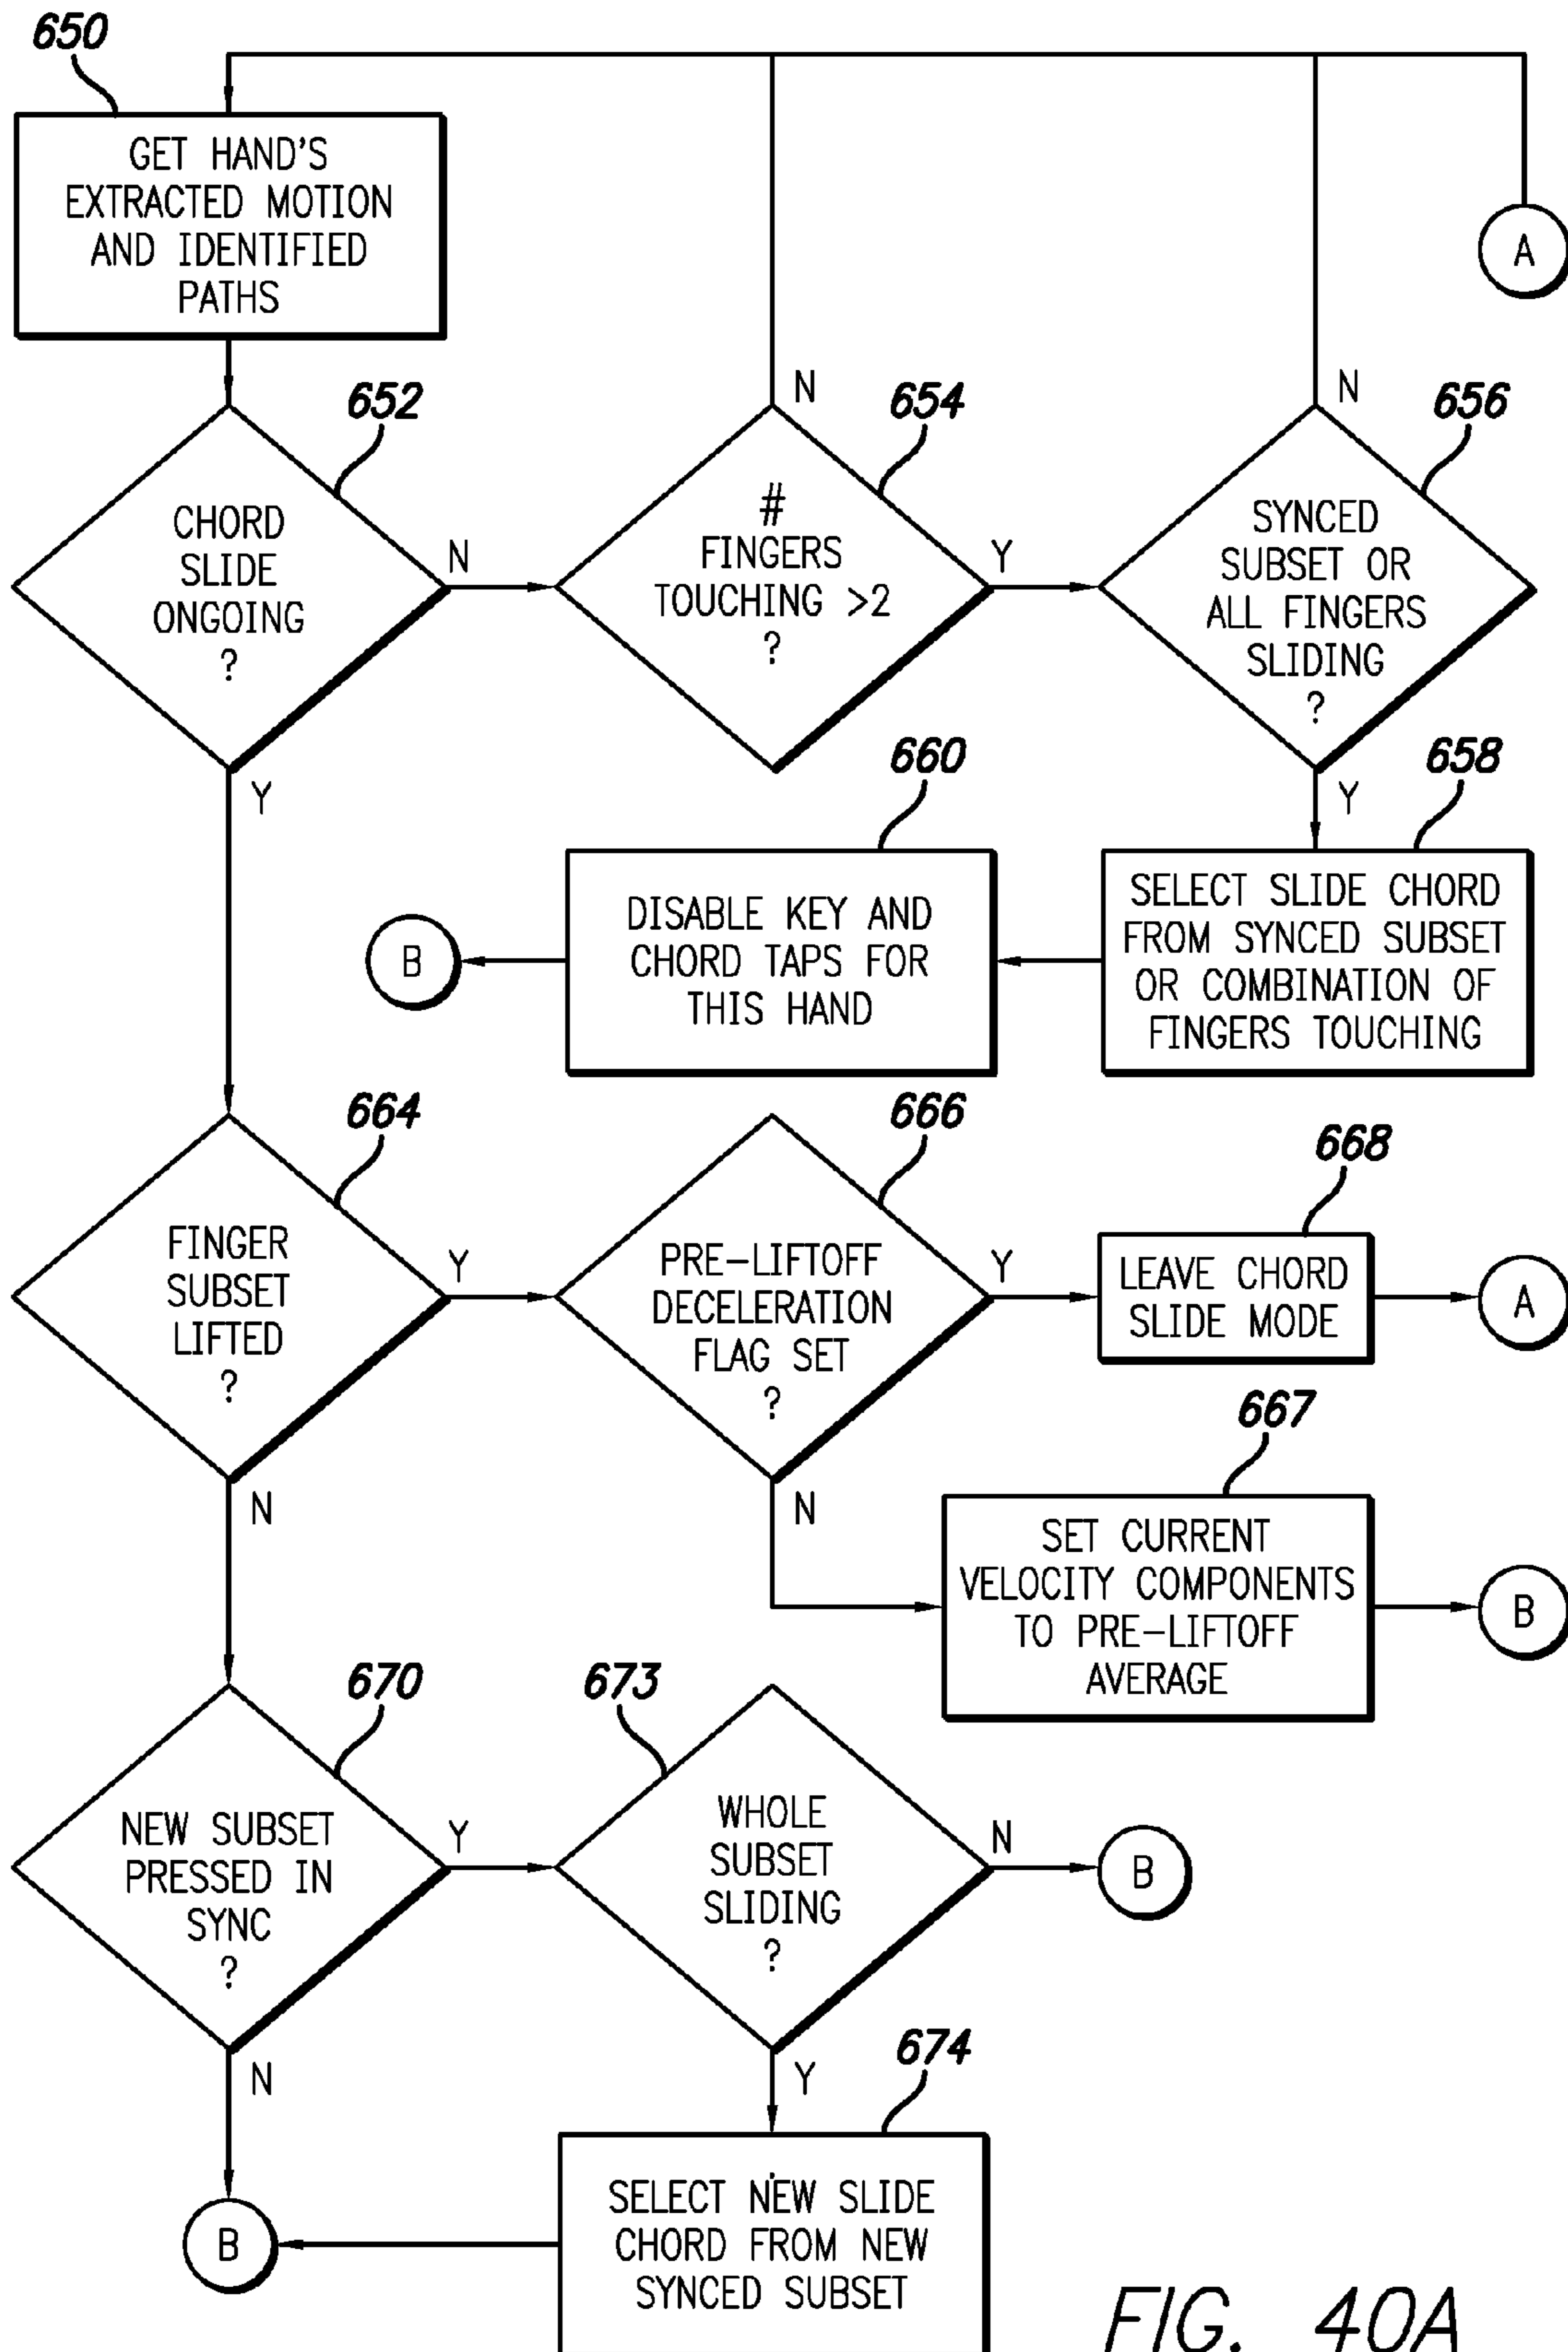 650
GET HAND'S
EXTRACTED MOTION
AND IDENTIFIED
PATHS
A
652
CHORD
SLIDE
ONGOING
?
N
Y
N
654
#
FINGERS
TOUCHING >2
?
Y
N
656
SYNCED
SUBSET OR
ALL FINGERS
SLIDING
?
Y
658
SELECT SLIDE CHORD
FROM SYNCED SUBSET
OR COMBINATION OF
FINGERS TOUCHING
660
DISABLE KEY AND
CHORD TAPS FOR
THIS HAND
B
664
FINGER
SUBSET
LIFTED
?
Y
N
666
PRE-LIFTOFF
DECELERATION
FLAG SET
?
Y
N
668
LEAVE CHORD
SLIDE MODE
A
667
SET CURRENT
VELOCITY COMPONENTS
TO PRE-LIFTOFF
AVERAGE
B
670
NEW SUBSET
PRESSED IN
SYNC
?
Y
N
673
WHOLE
SUBSET
SLIDING
?
N
B
Y
674
SELECT NEW SLIDE
CHORD FROM NEW
SYNCED SUBSET
B
FIG. 40A